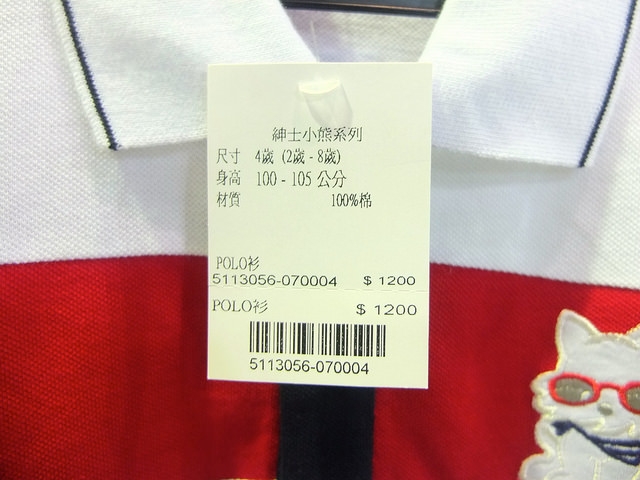 紳士小熊系列
尺寸 4歲 (2歲 - 8歲)
身高 100 - 105 公分
材質 100%棉
POLO衫
5113056-070004 $ 1200
POLO衫 $ 1200
5113056-070004